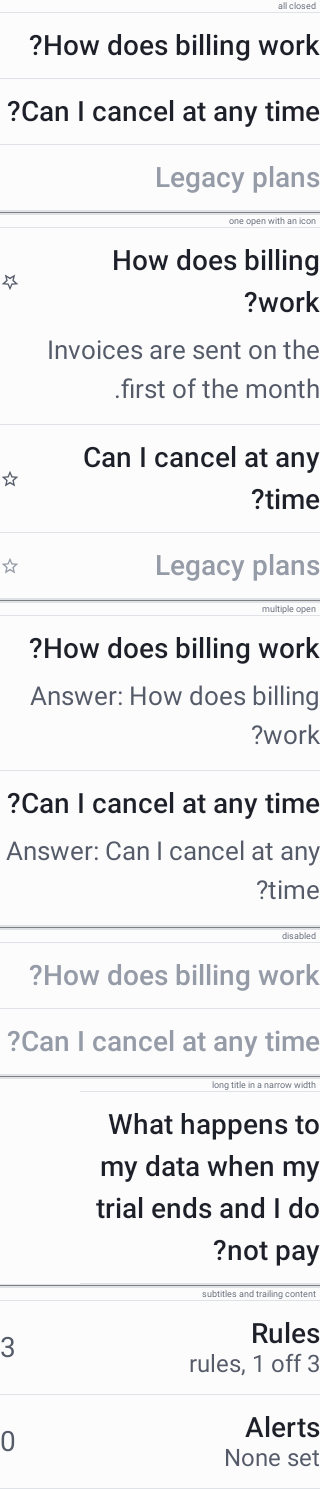 all closed
?How does billing work
?Can I cancel at any time
Legacy plans
one open with an icon
How does billing
?work
Invoices are sent on the
.first of the month
Can I cancel at any
?time
Legacy plans
multiple open
?How does billing work
Answer: How does billing
?work
?Can I cancel at any time
Answer: Can I cancel at any
?time
disabled
?How does billing work
?Can I cancel at any time
long title in a narrow width
What happens to
my data when my
trial ends and I do
?not pay
subtitles and trailing content
Rules
3
rules, 1 off 3
Alerts
0
None set